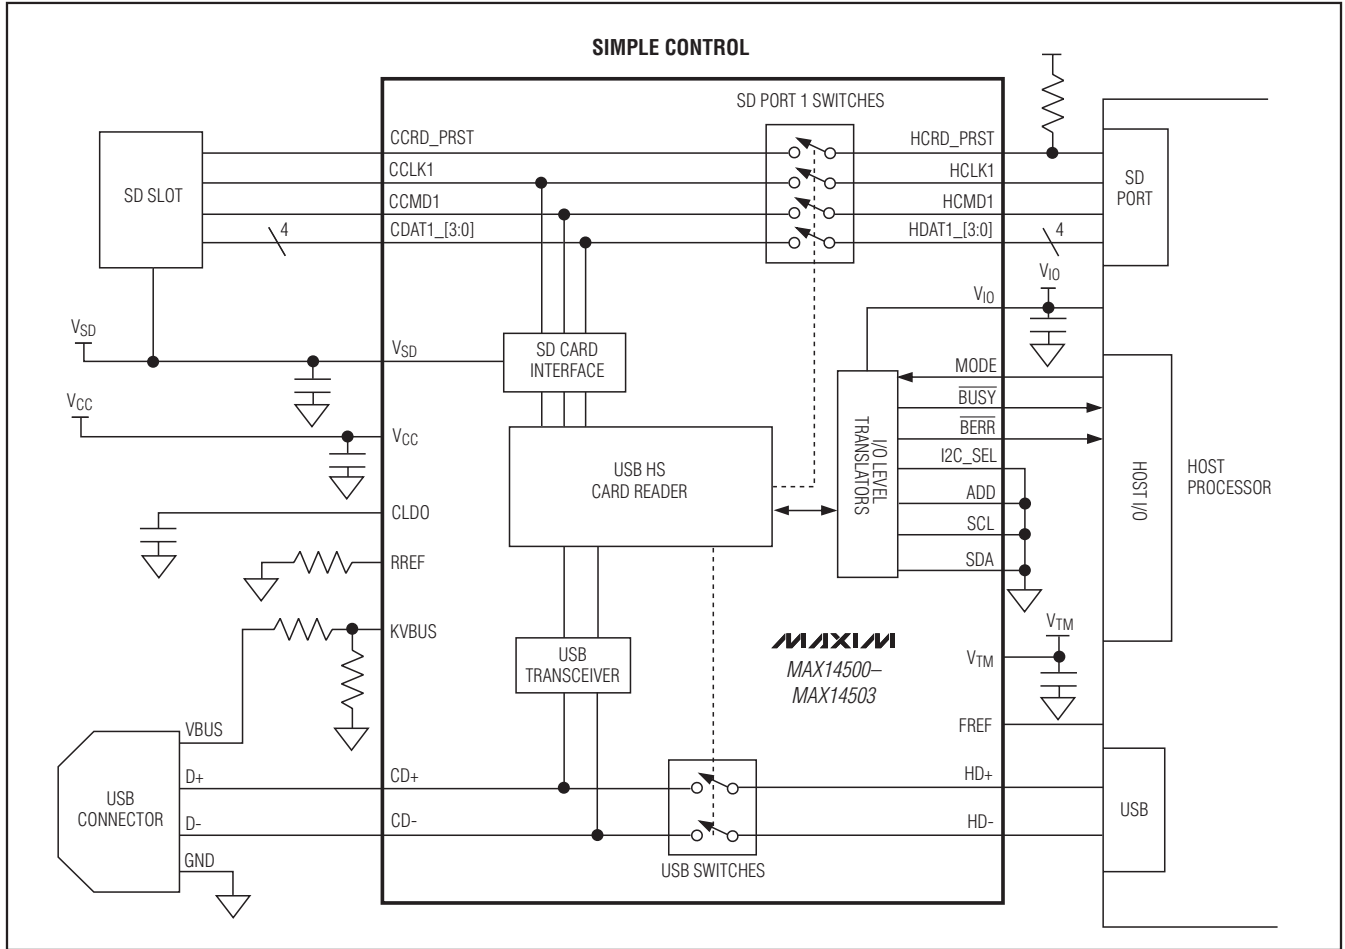 SIMPLE CONTROL
SD PORT 1 SWITCHES
CCRD_PRST
HCRD_PRST
CCLK1
HCLK1
SD SLOT
SD
PORT
CCMD1
HCMD1
4
CDAT1_[3:0]
HDAT1_[3:0]
4
VIO
VIO
VSD
VSD
SD CARD
INTERFACE
MODE
BUSY
BERR
I2C_SEL
ADD
SCL
SDA
I/O LEVEL
TRANSLATORS
HOST I/O
HOST
PROCESSOR
VCC
VCC
USB HS
CARD READER
CLDO
RREF
KVBUS
USB
TRANSCEIVER
MAXIM
MAX14500–
MAX14503
VTM
VTM
FREF
VBUS
D+
CD+
HD+
USB
CONNECTOR
USB
D-
CD-
HD-
GND
USB SWITCHES